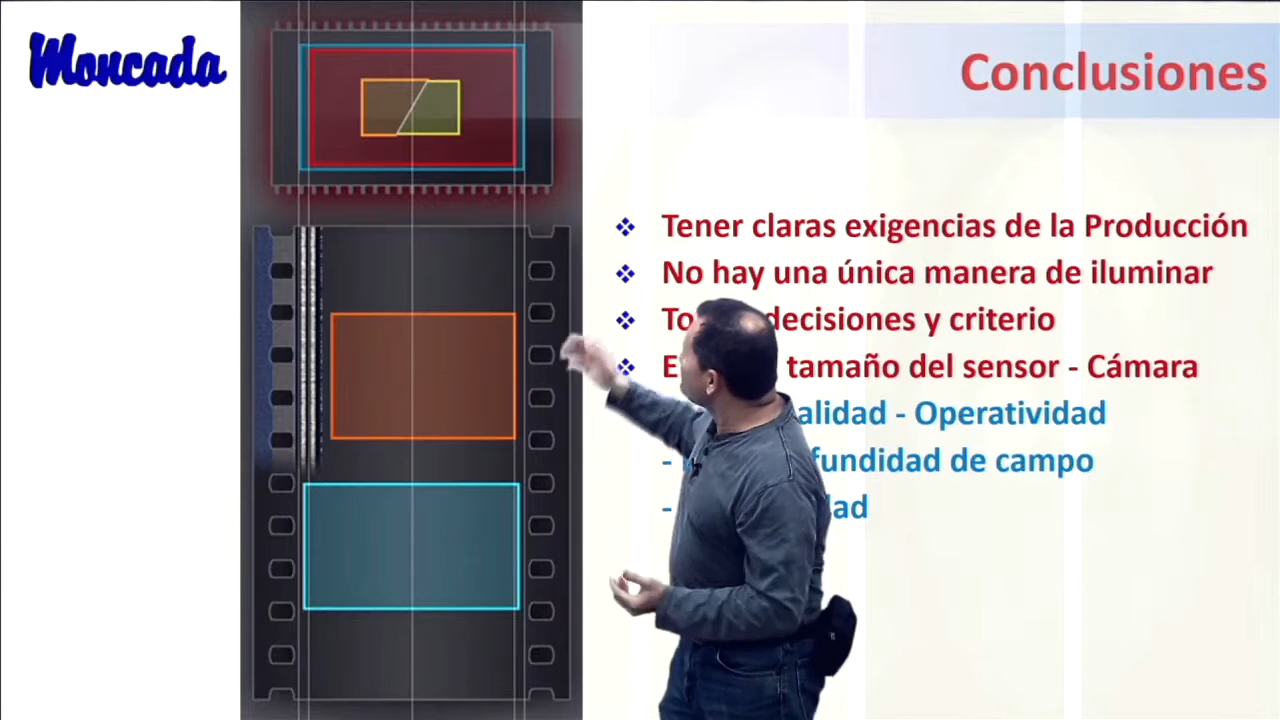 Moncada
Conclusiones
Tener claras exigencias de la Producción
No hay una única manera de iluminar
decisiones y criterio
tamaño del sensor - Cámara
- Operatividad
- de campo
-